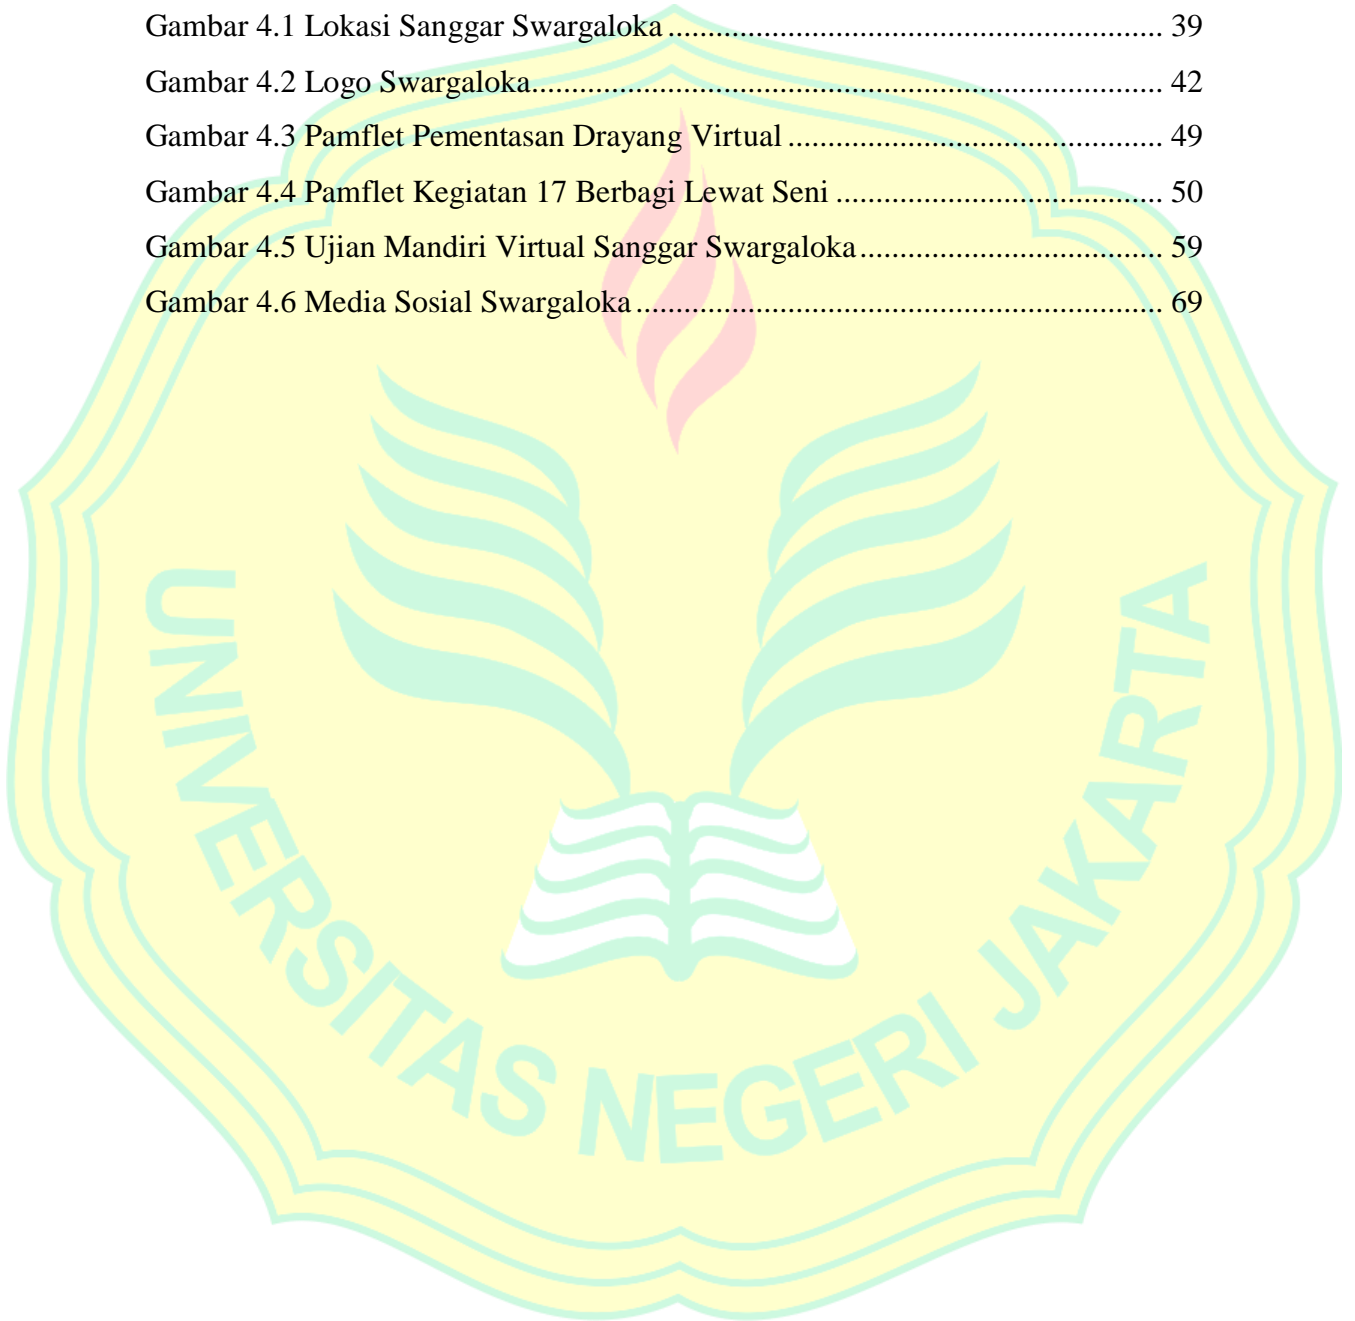 Gambar 4.1 Lokasi Sanggar Swargaloka .............................................................. 39
Gambar 4.2 Logo Swargaloka............................................................................... 42
Gambar 4.3 Pamflet Pementasan Drayang Virtual ............................................... 49
Gambar 4.4 Pamflet Kegiatan 17 Berbagi Lewat Seni ......................................... 50
Gambar 4.5 Ujian Mandiri Virtual Sanggar Swargaloka...................................... 59
Gambar 4.6 Media Sosial Swargaloka .................................................................. 69
UNIVERSITAS NEGERI JAKARTA